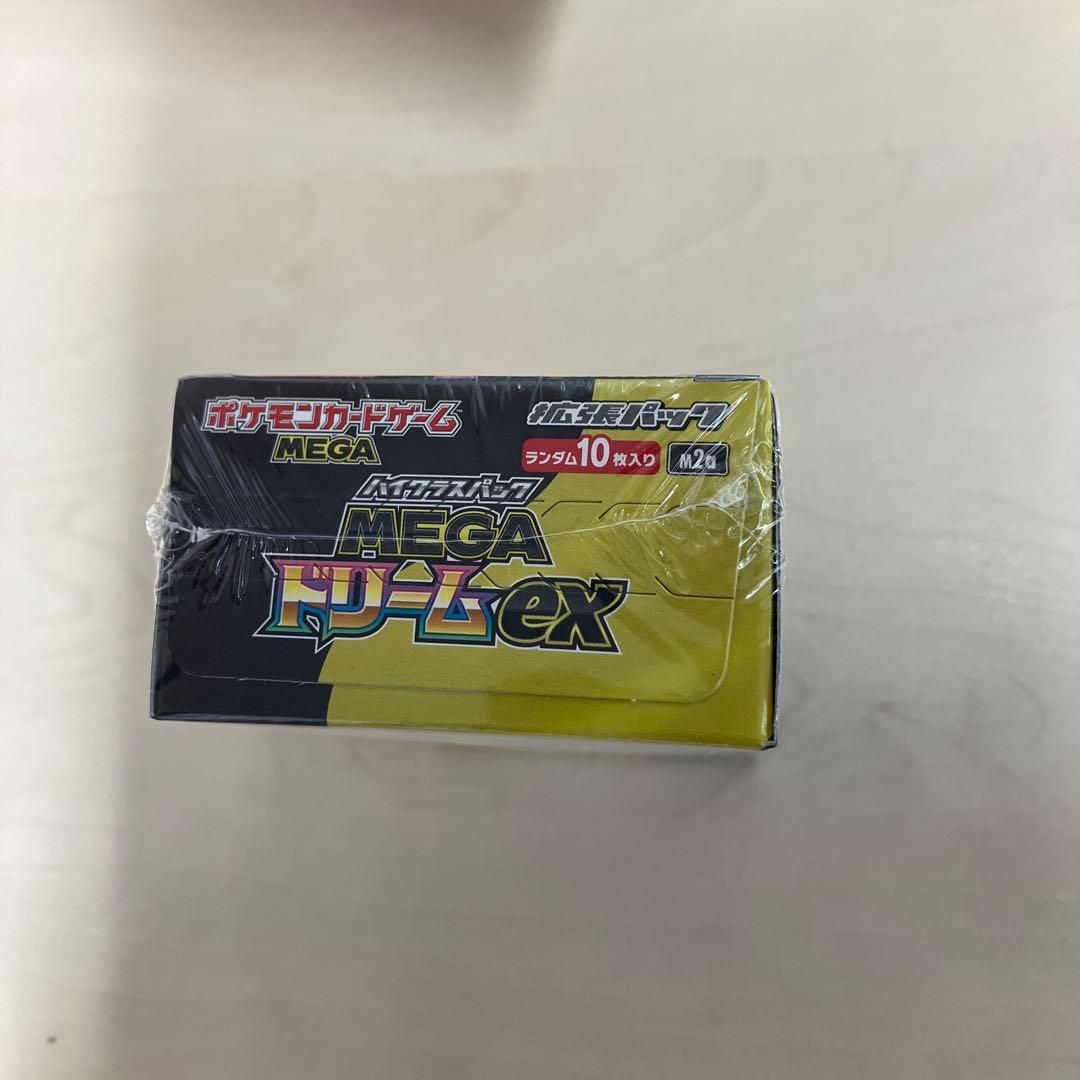 ポケモンカードゲーム
MEGA
拡張パック
ランダム10枚入り M2a
ハイクラスパック
MEGA
ドリームex